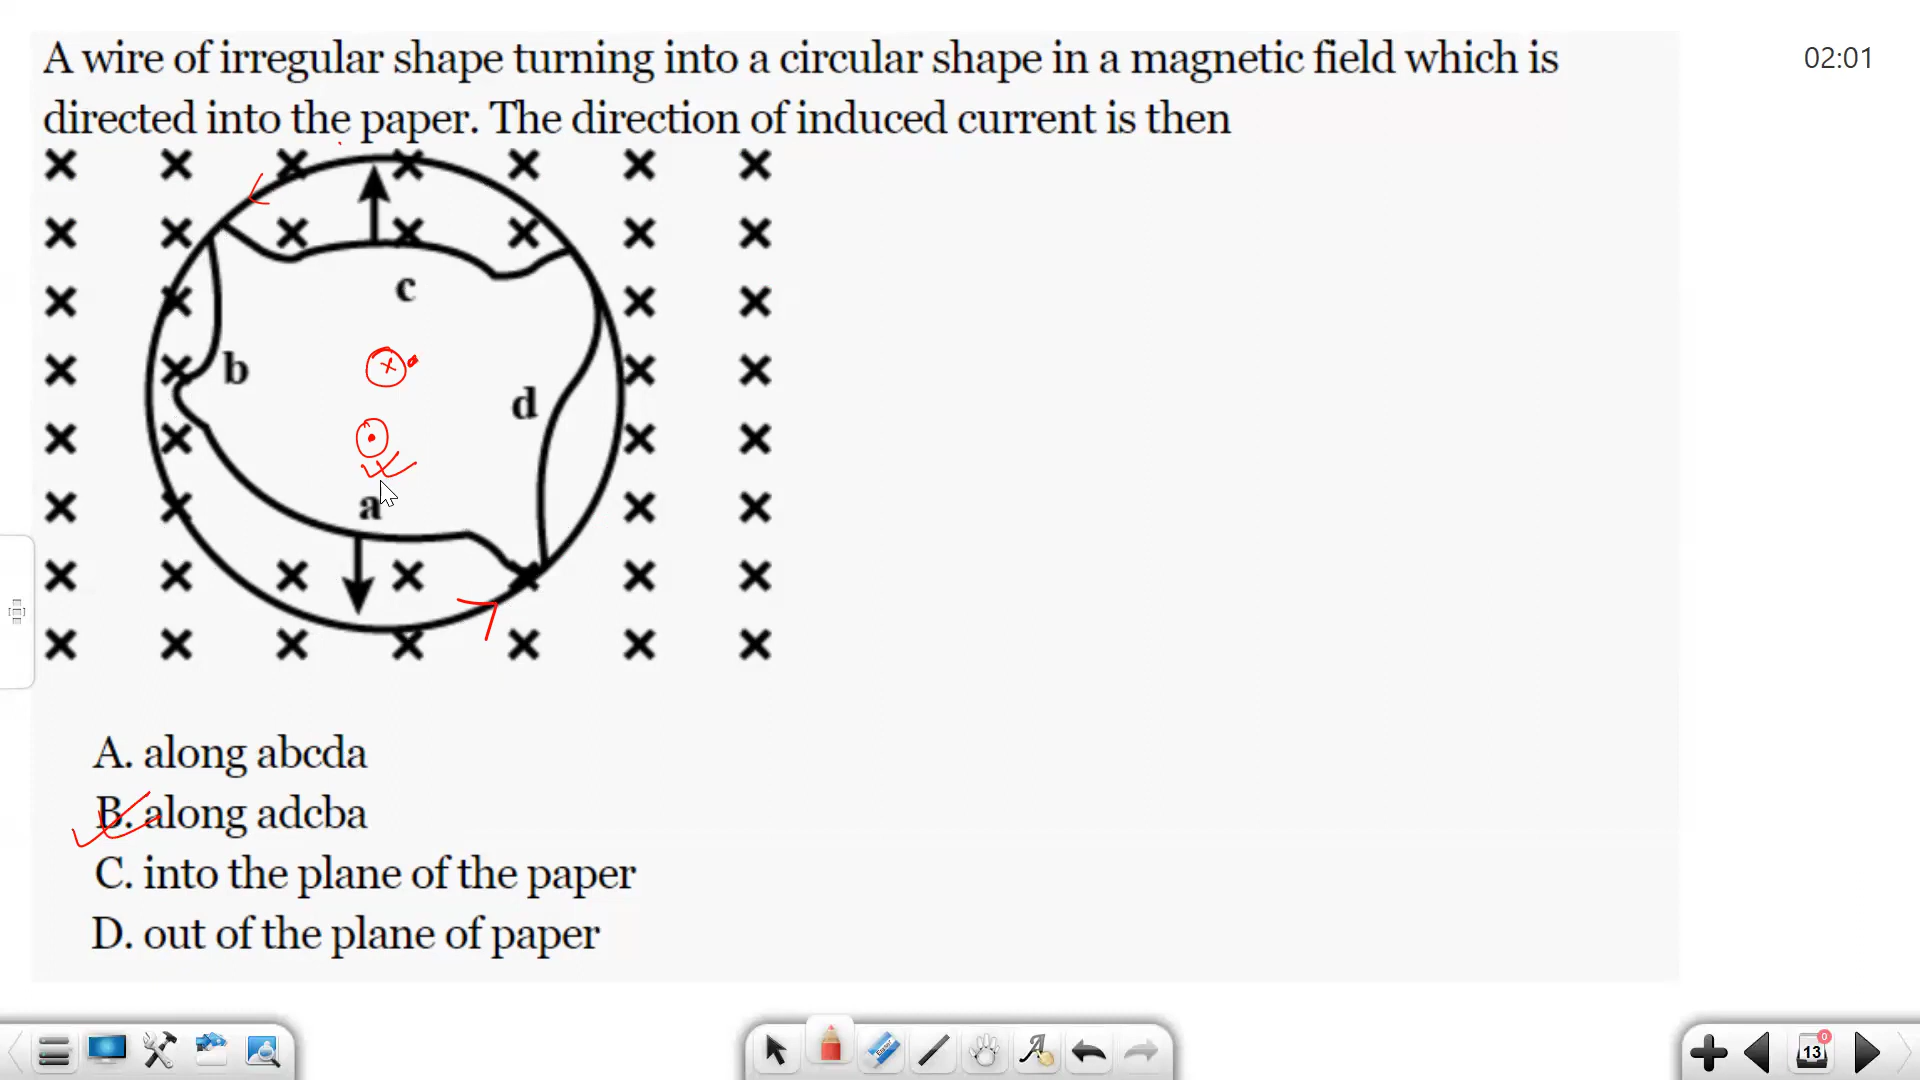 A wire of irregular shape turning into a circular shape in a magnetic field which is
02:01
directed into the paper. The direction of induced current is then
c
b
d
a
A. along abcda
B. along adcba
C. into the plane of the paper
D. out of the plane of paper
Eraser
A
13
0